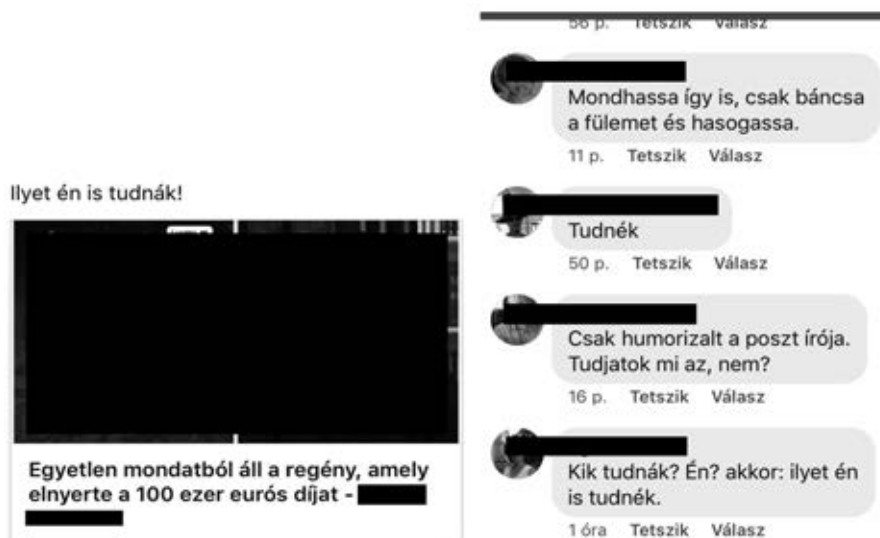 Ilyet én is tudnák!
Egyetlen mondatból áll a regény, amely
elnyerte a 100 ezer eurós díjat -
56 p. Tetszik Válasz
Mondhassa így is, csak báncsa
a fülemet és hasogassa.
11 p. Tetszik Válasz
Tudnék
50 p. Tetszik Válasz
Csak humorizalt a poszt írója.
Tudjatok mi az, nem?
16 p. Tetszik Válasz
Kik tudnák? Én? akkor: ilyet én
is tudnék.
1 óra Tetszik Válasz